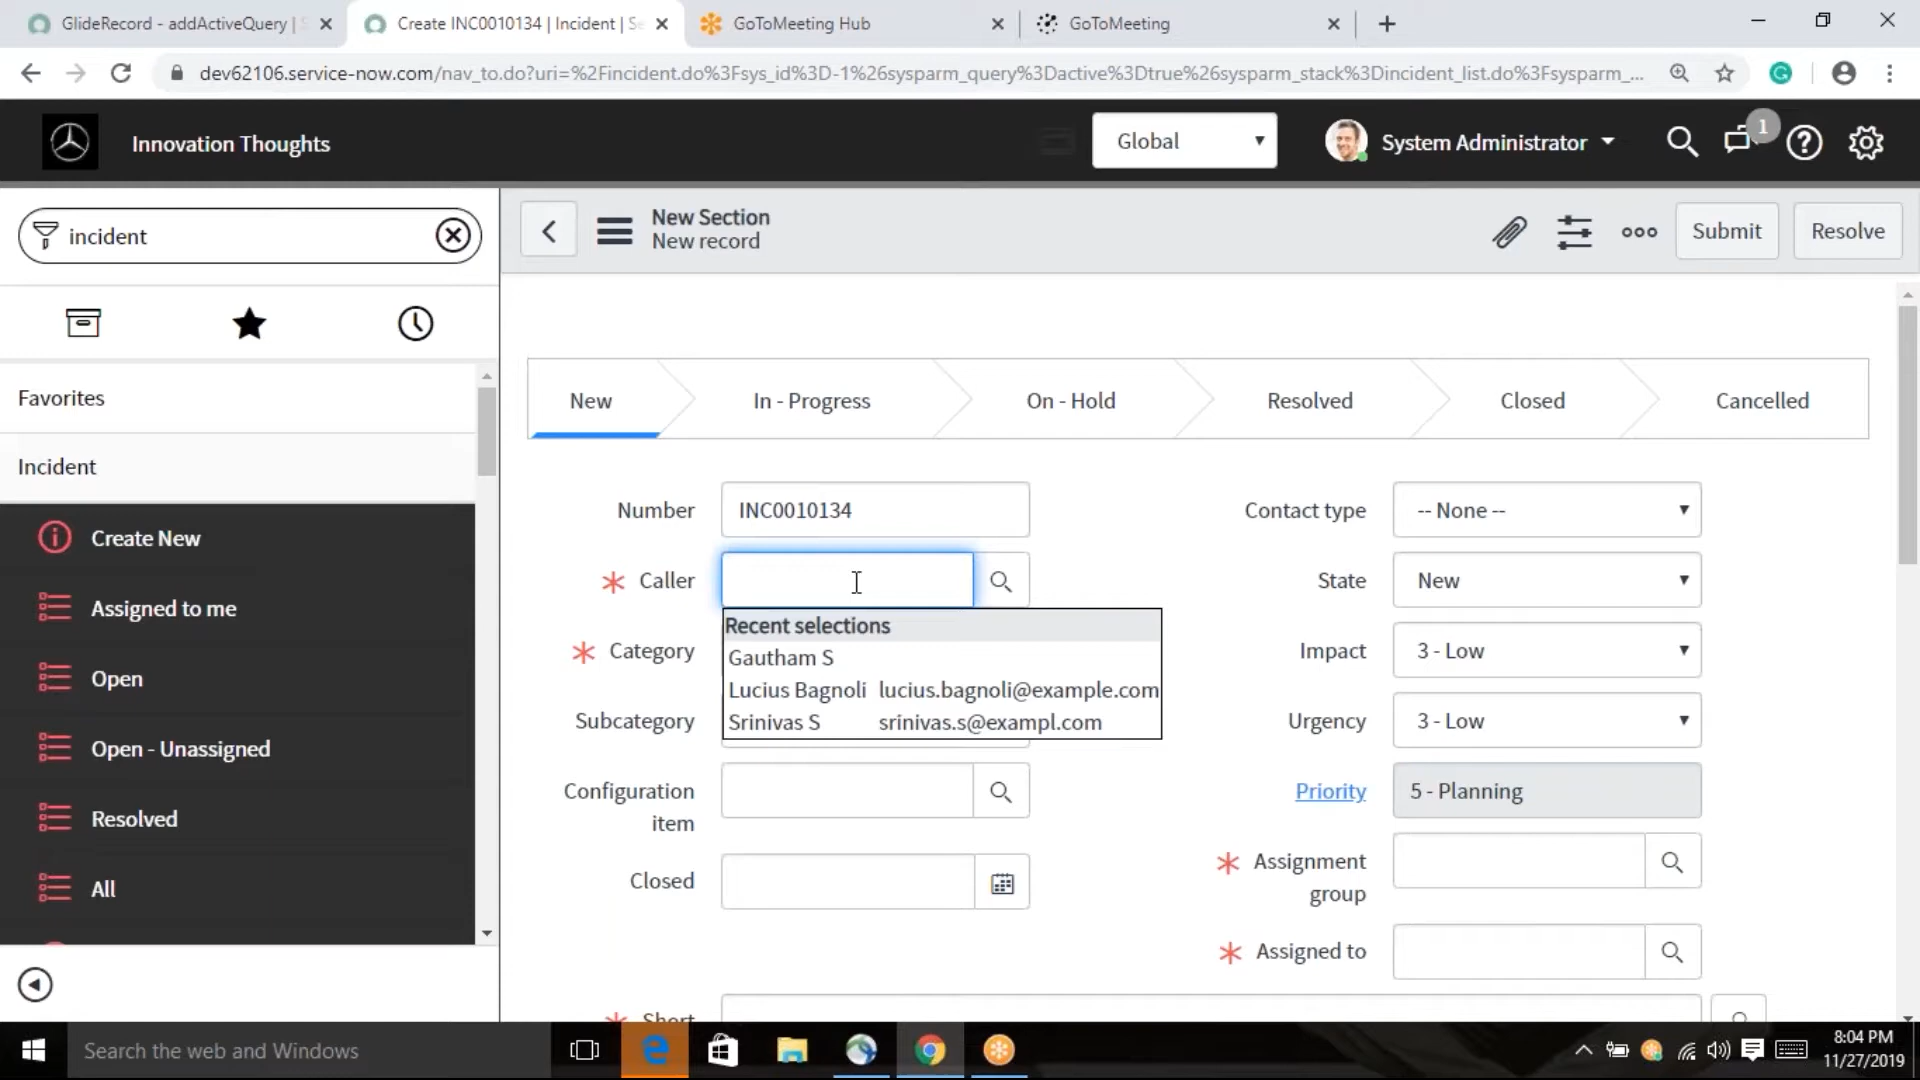 GlideRecord - addActiveQuery | S
Create INC0010134 | Incident | Se
GoToMeeting Hub
GoToMeeting
dev62106.service-now.com/nav_to.do?uri=%2Fincident.do%3Fsys_id%3D-1%26sysparm_query%3Dactive%3Dtrue%26sysparm_stack%3Dincident_list.do%3Fsysparm_...
Innovation Thoughts
Global
System Administrator
1
incident
New Section
New record
Submit
Resolve
Favorites
Incident
Create New
Assigned to me
Open
Open - Unassigned
Resolved
All
New
In - Progress
On - Hold
Resolved
Closed
Cancelled
Number
INC0010134
Contact type
-- None --
Caller
State
New
Recent selections
Gautham S
Lucius Bagnoli lucius.bagnoli@example.com
Srinivas S srinivas.s@exampl.com
Category
Impact
3 - Low
Subcategory
Urgency
3 - Low
Configuration
item
Priority
5 - Planning
Closed
Assignment
group
Assigned to
Short
Search the web and Windows
8:04 PM
11/27/2019